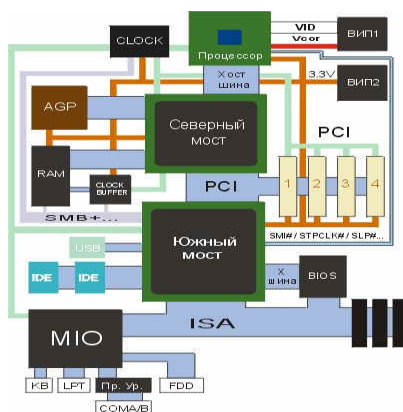 CLOCK
Процессор
VID
Vcor
ВИП1
Хост
шина
3,3V
ВИП2
AGP
Северный
мост
PCI
RAM
CLOCK
BUFFER
PCI
1
2
3
4
SMB+...
SMI#/STPCLK#/SLP#...
USB
Южный
мост
IDE
IDE
X
шина
BIOS
MIO
ISA
KB
LPT
Пр. Ур.
FDD
COMA/B